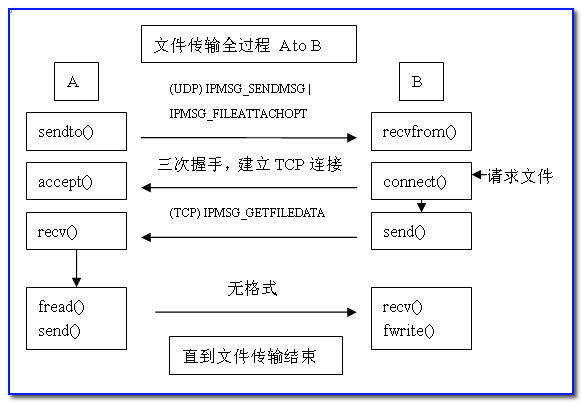 文件传输全过程 A to B
A
B
(UDP) IPMSG_SENDMSG |
IPMSG_FILEATTACHOPT
sendto()
recvfrom()
三次握手，建立 TCP 连接
accept()
connect()
请求文件
(TCP) IPMSG_GETFILEDATA
recv()
send()
无格式
fread()
send()
recv()
fwrite()
直到文件传输结束